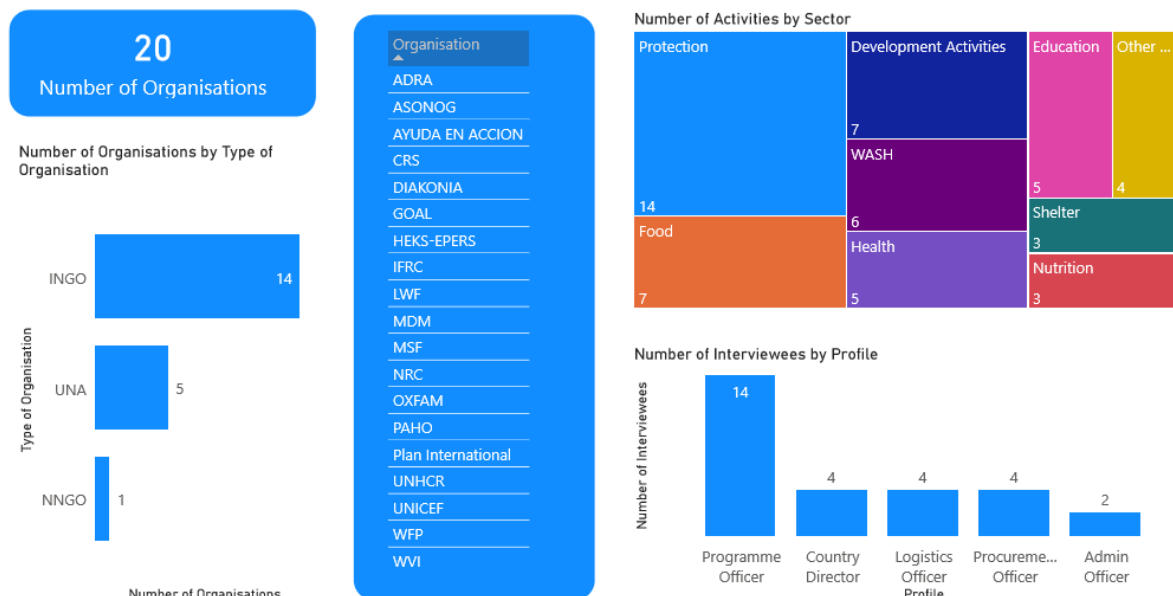 20
Number of Organisations
Number of Organisations by Type of
Organisation
Type of Organisation
INGO
14
UNA
5
NNGO
1
Number of Organisations
Organisation
ADRA
ASONOG
AYUDA EN ACCION
CRS
DIAKONIA
GOAL
HEKS-EPERS
IFRC
LWF
MDM
MSF
NRC
OXFAM
PAHO
Plan International
UNHCR
UNICEF
WFP
WVI
Number of Activities by Sector
Protection
14
Food
7
Development Activities
7
WASH
6
Health
5
Education
5
Other ...
4
Shelter
3
Nutrition
3
Number of Interviewees by Profile
Number of Interviewees
14
4
4
4
2
Programme
Officer
Country
Director
Logistics
Officer
Procureme...
Officer
Admin
Officer
Profile